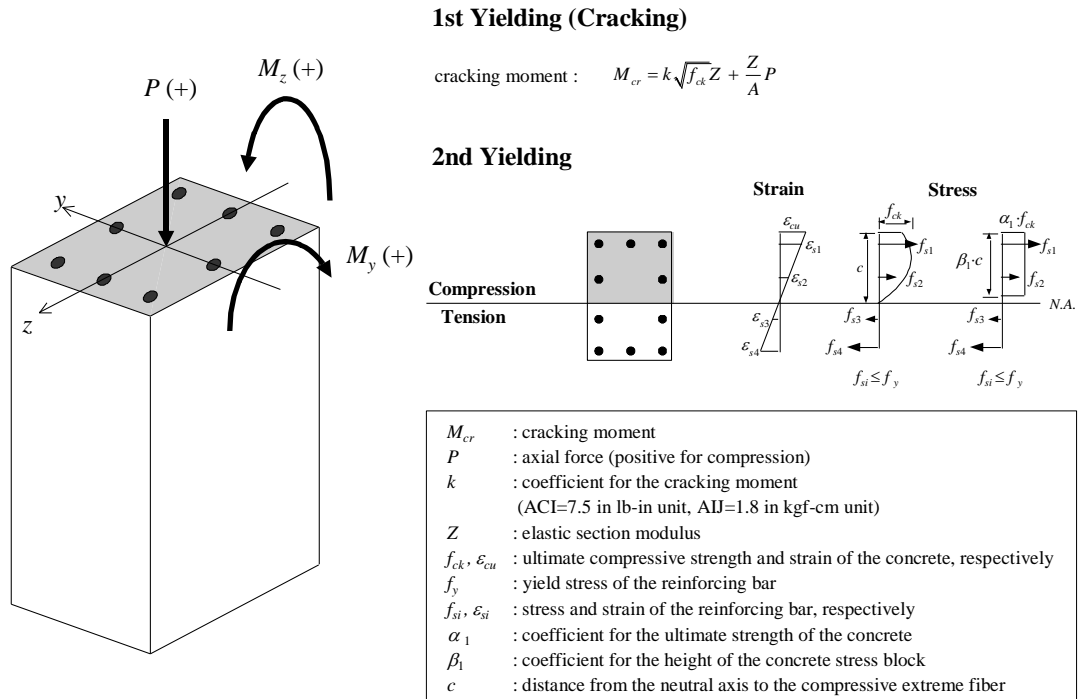 1st Yielding (Cracking)
cracking moment : M_cr = k√f_ck Z + Z/A P
P (+)
M_z (+)
M_y (+)
y
z
2nd Yielding
Strain
Stress
ε_cu
ε_s1
ε_s2
ε_s3
ε_s4
f_ck
c
f_s1
f_s2
f_s3
f_s4
f_si ≤ f_y
α_1·f_ck
β_1·c
f_s1
f_s2
f_s3
f_s4
f_si ≤ f_y
Compression
Tension
N.A.
M_cr : cracking moment
P : axial force (positive for compression)
k : coefficient for the cracking moment
(ACI=7.5 in lb-in unit, AIJ=1.8 in kgf-cm unit)
Z : elastic section modulus
f_ck, ε_cu : ultimate compressive strength and strain of the concrete, respectively
f_y : yield stress of the reinforcing bar
f_si, ε_si : stress and strain of the reinforcing bar, respectively
α_1 : coefficient for the ultimate strength of the concrete
β_1 : coefficient for the height of the concrete stress block
c : distance from the neutral axis to the compressive extreme fiber